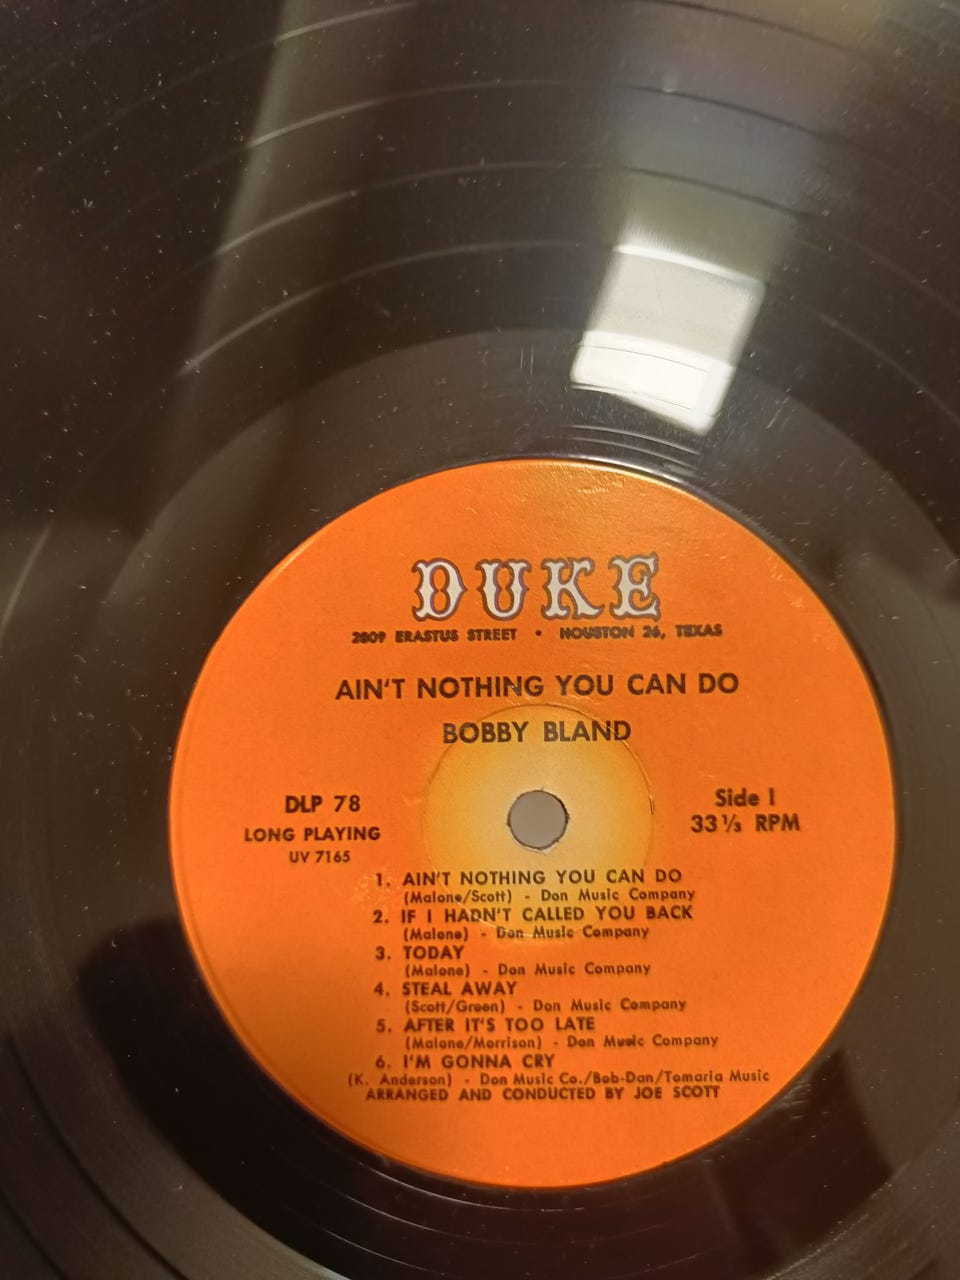 DUKE
2809 ERASTUS STREET • HOUSTON 26, TEXAS
AIN'T NOTHING YOU CAN DO
BOBBY BLAND
DLP 78
LONG PLAYING
UV 7165
Side 1
33⅓ RPM
1. AIN'T NOTHING YOU CAN DO
(Malone/Scott) - Don Music Company
2. IF I HADN'T CALLED YOU BACK
(Malone) - Don Music Company
3. TODAY
(Malone) - Don Music Company
4. STEAL AWAY
(Scott/Green) - Don Music Company
5. AFTER IT'S TOO LATE
(Malone/Morrison) - Don Music Company
6. I'M GONNA CRY
(K. Anderson) - Don Music Co./Bob-Dan/Tomaria Music
ARRANGED AND CONDUCTED BY JOE SCOTT